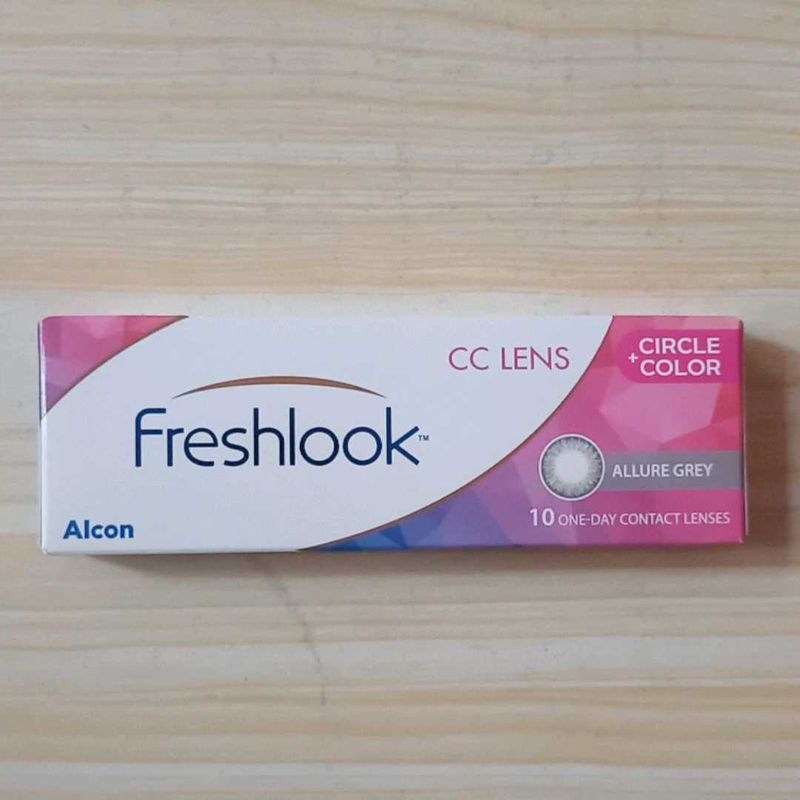 CC LENS
CIRCLE
+COLOR
Freshlook™
ALLURE GREY
10 ONE-DAY CONTACT LENSES
Alcon